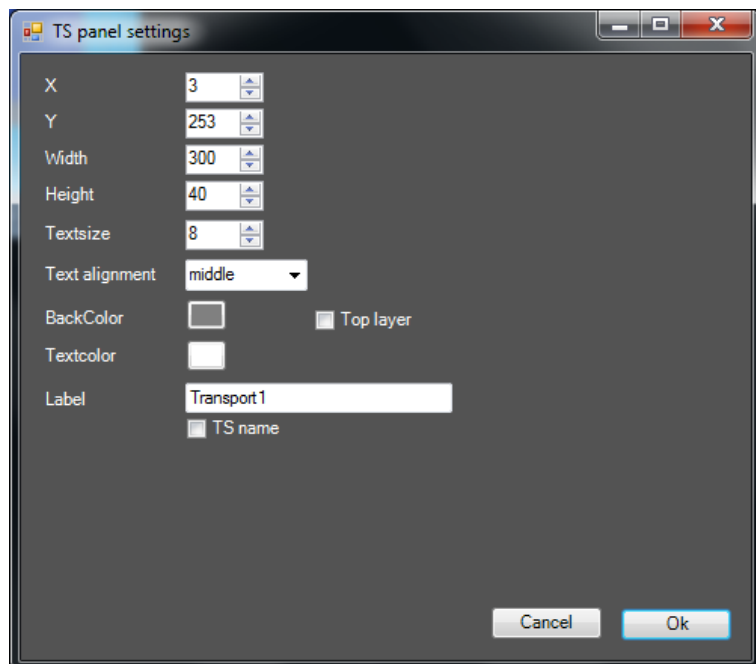 TS panel settings
X 3
Y 253
Width 300
Height 40
Textsize 8
Text alignment middle
BackColor Top layer
Textcolor
Label Transport1
TS name
Cancel Ok